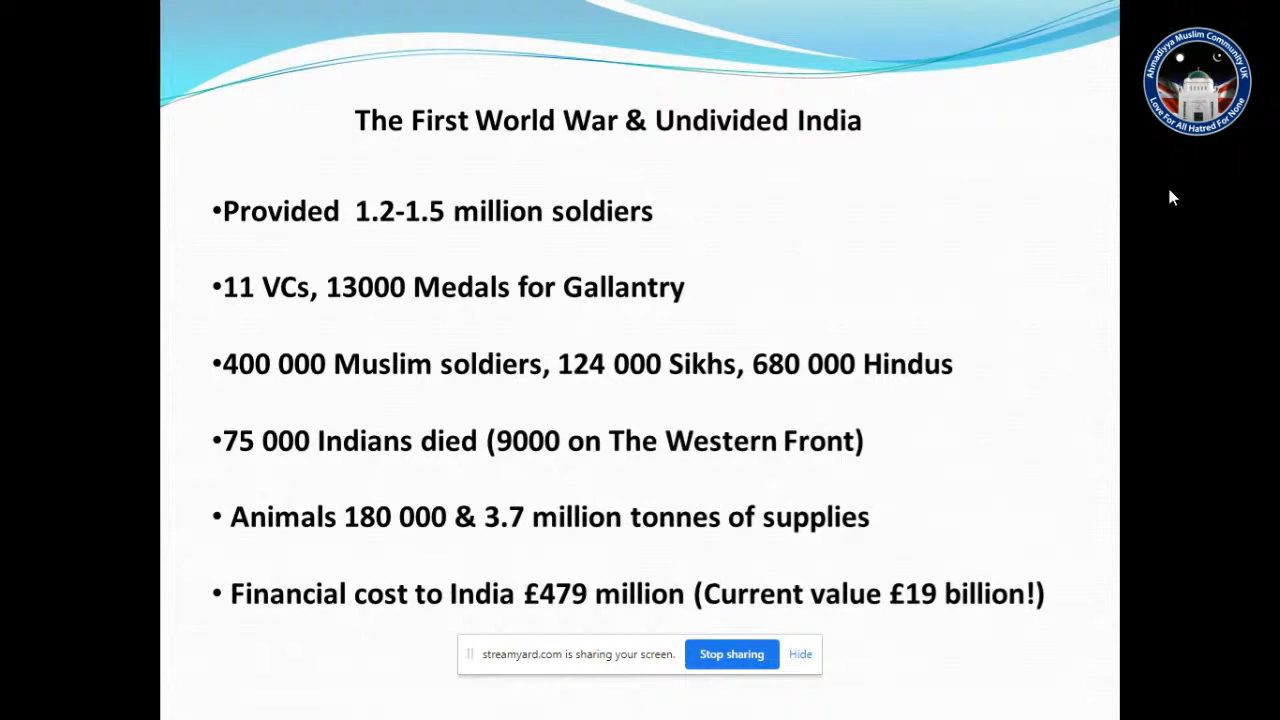 Ahmadiyya Muslim Community UK
Love For All Hatred For None
The First World War & Undivided India
•Provided  1.2-1.5 million soldiers
•11 VCs, 13000 Medals for Gallantry
•400 000 Muslim soldiers, 124 000 Sikhs, 680 000 Hindus
•75 000 Indians died (9000 on The Western Front)
• Animals 180 000 & 3.7 million tonnes of supplies
• Financial cost to India £479 million (Current value £19 billion!)
streamyard.com is sharing your screen. Stop sharing Hide